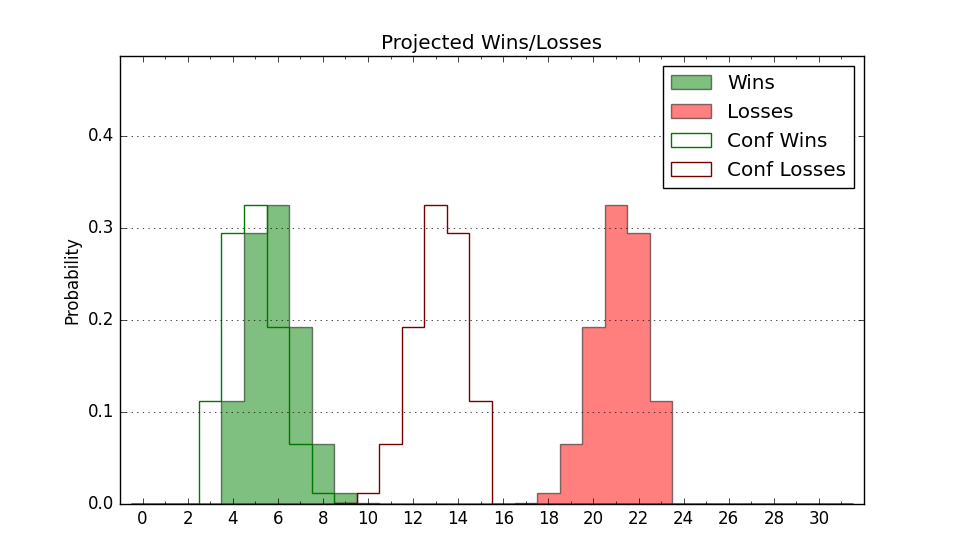 Projected Wins/Losses
Wins
Losses
Conf Wins
Conf Losses
Probability
0.4
0.3
0.2
0.1
0.0
0 2 4 6 8 10 12 14 16 18 20 22 24 26 28 30